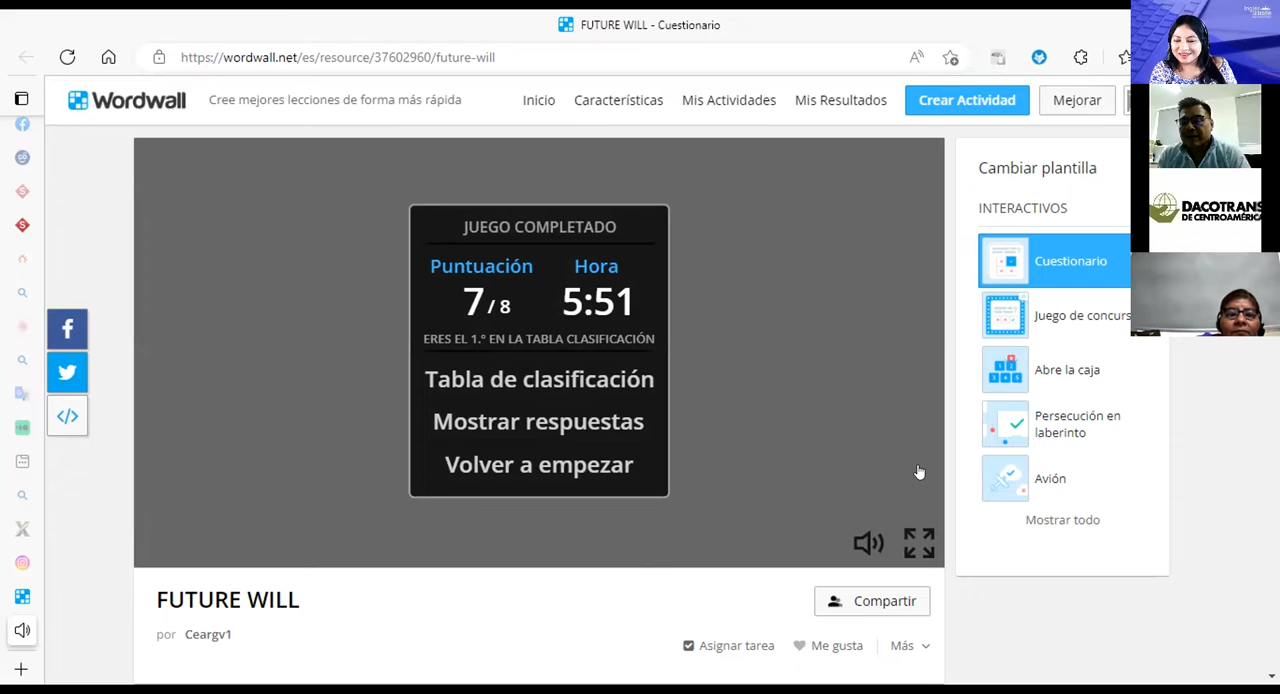 FUTURE WILL - Cuestionario
https://wordwall.net/es/resource/37602960/future-will
Wordwall
Cree mejores lecciones de forma más rápida
Inicio
Características
Mis Actividades
Mis Resultados
Crear Actividad
Mejorar
JUEGO COMPLETADO
Puntuación
Hora
7 / 8
5:51
ERES EL 1.º EN LA TABLA CLASIFICACIÓN
Tabla de clasificación
Mostrar respuestas
Volver a empezar
Cambiar plantilla
INTERACTIVOS
Cuestionario
Juego de concurs
Abre la caja
Persecución en
laberinto
Avión
Mostrar todo
DACOTRANS
DE CENTROAMÉRICA
FUTURE WILL
por Ceargv1
Compartir
Asignar tarea
Me gusta
Más